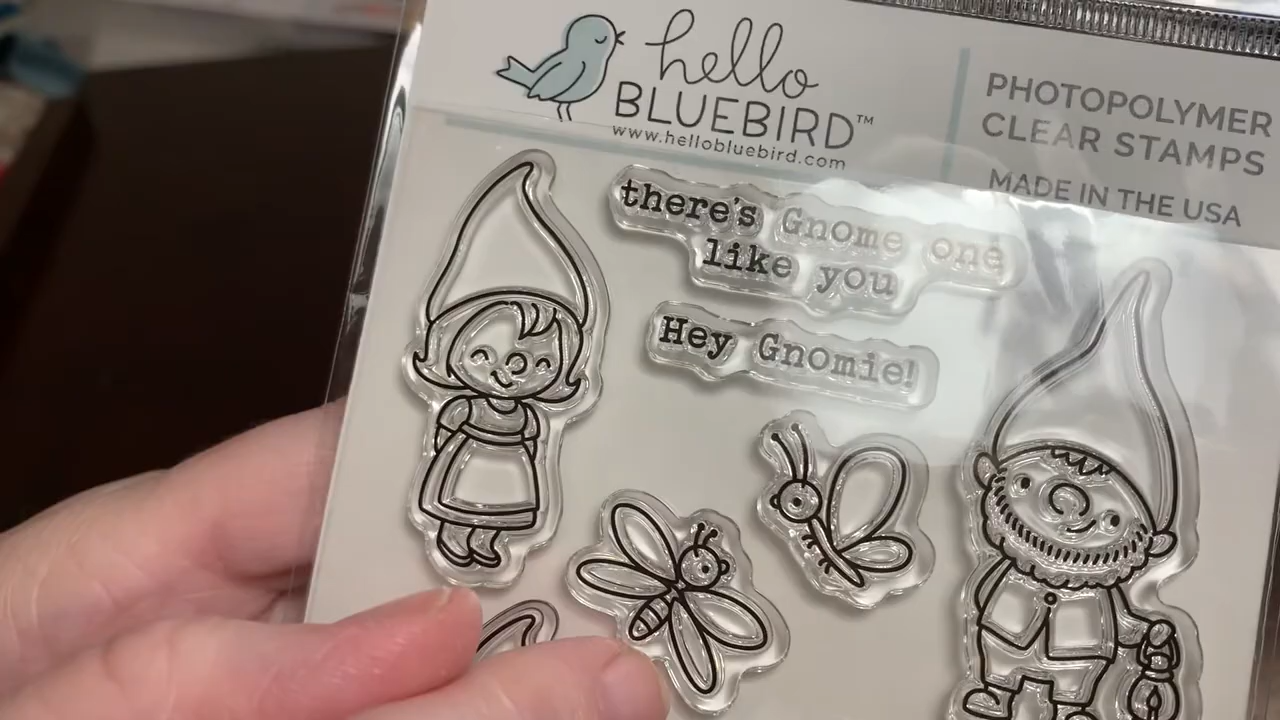 hello
BLUEBIRD™
www.hellobluebird.com
PHOTOPOLYMER
CLEAR STAMPS
MADE IN THE USA
there's Gnome one
like you
Hey Gnomie!